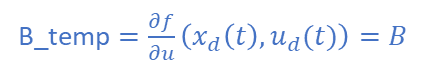 B_temp = ∂f/∂u (x_d(t), u_d(t)) = B